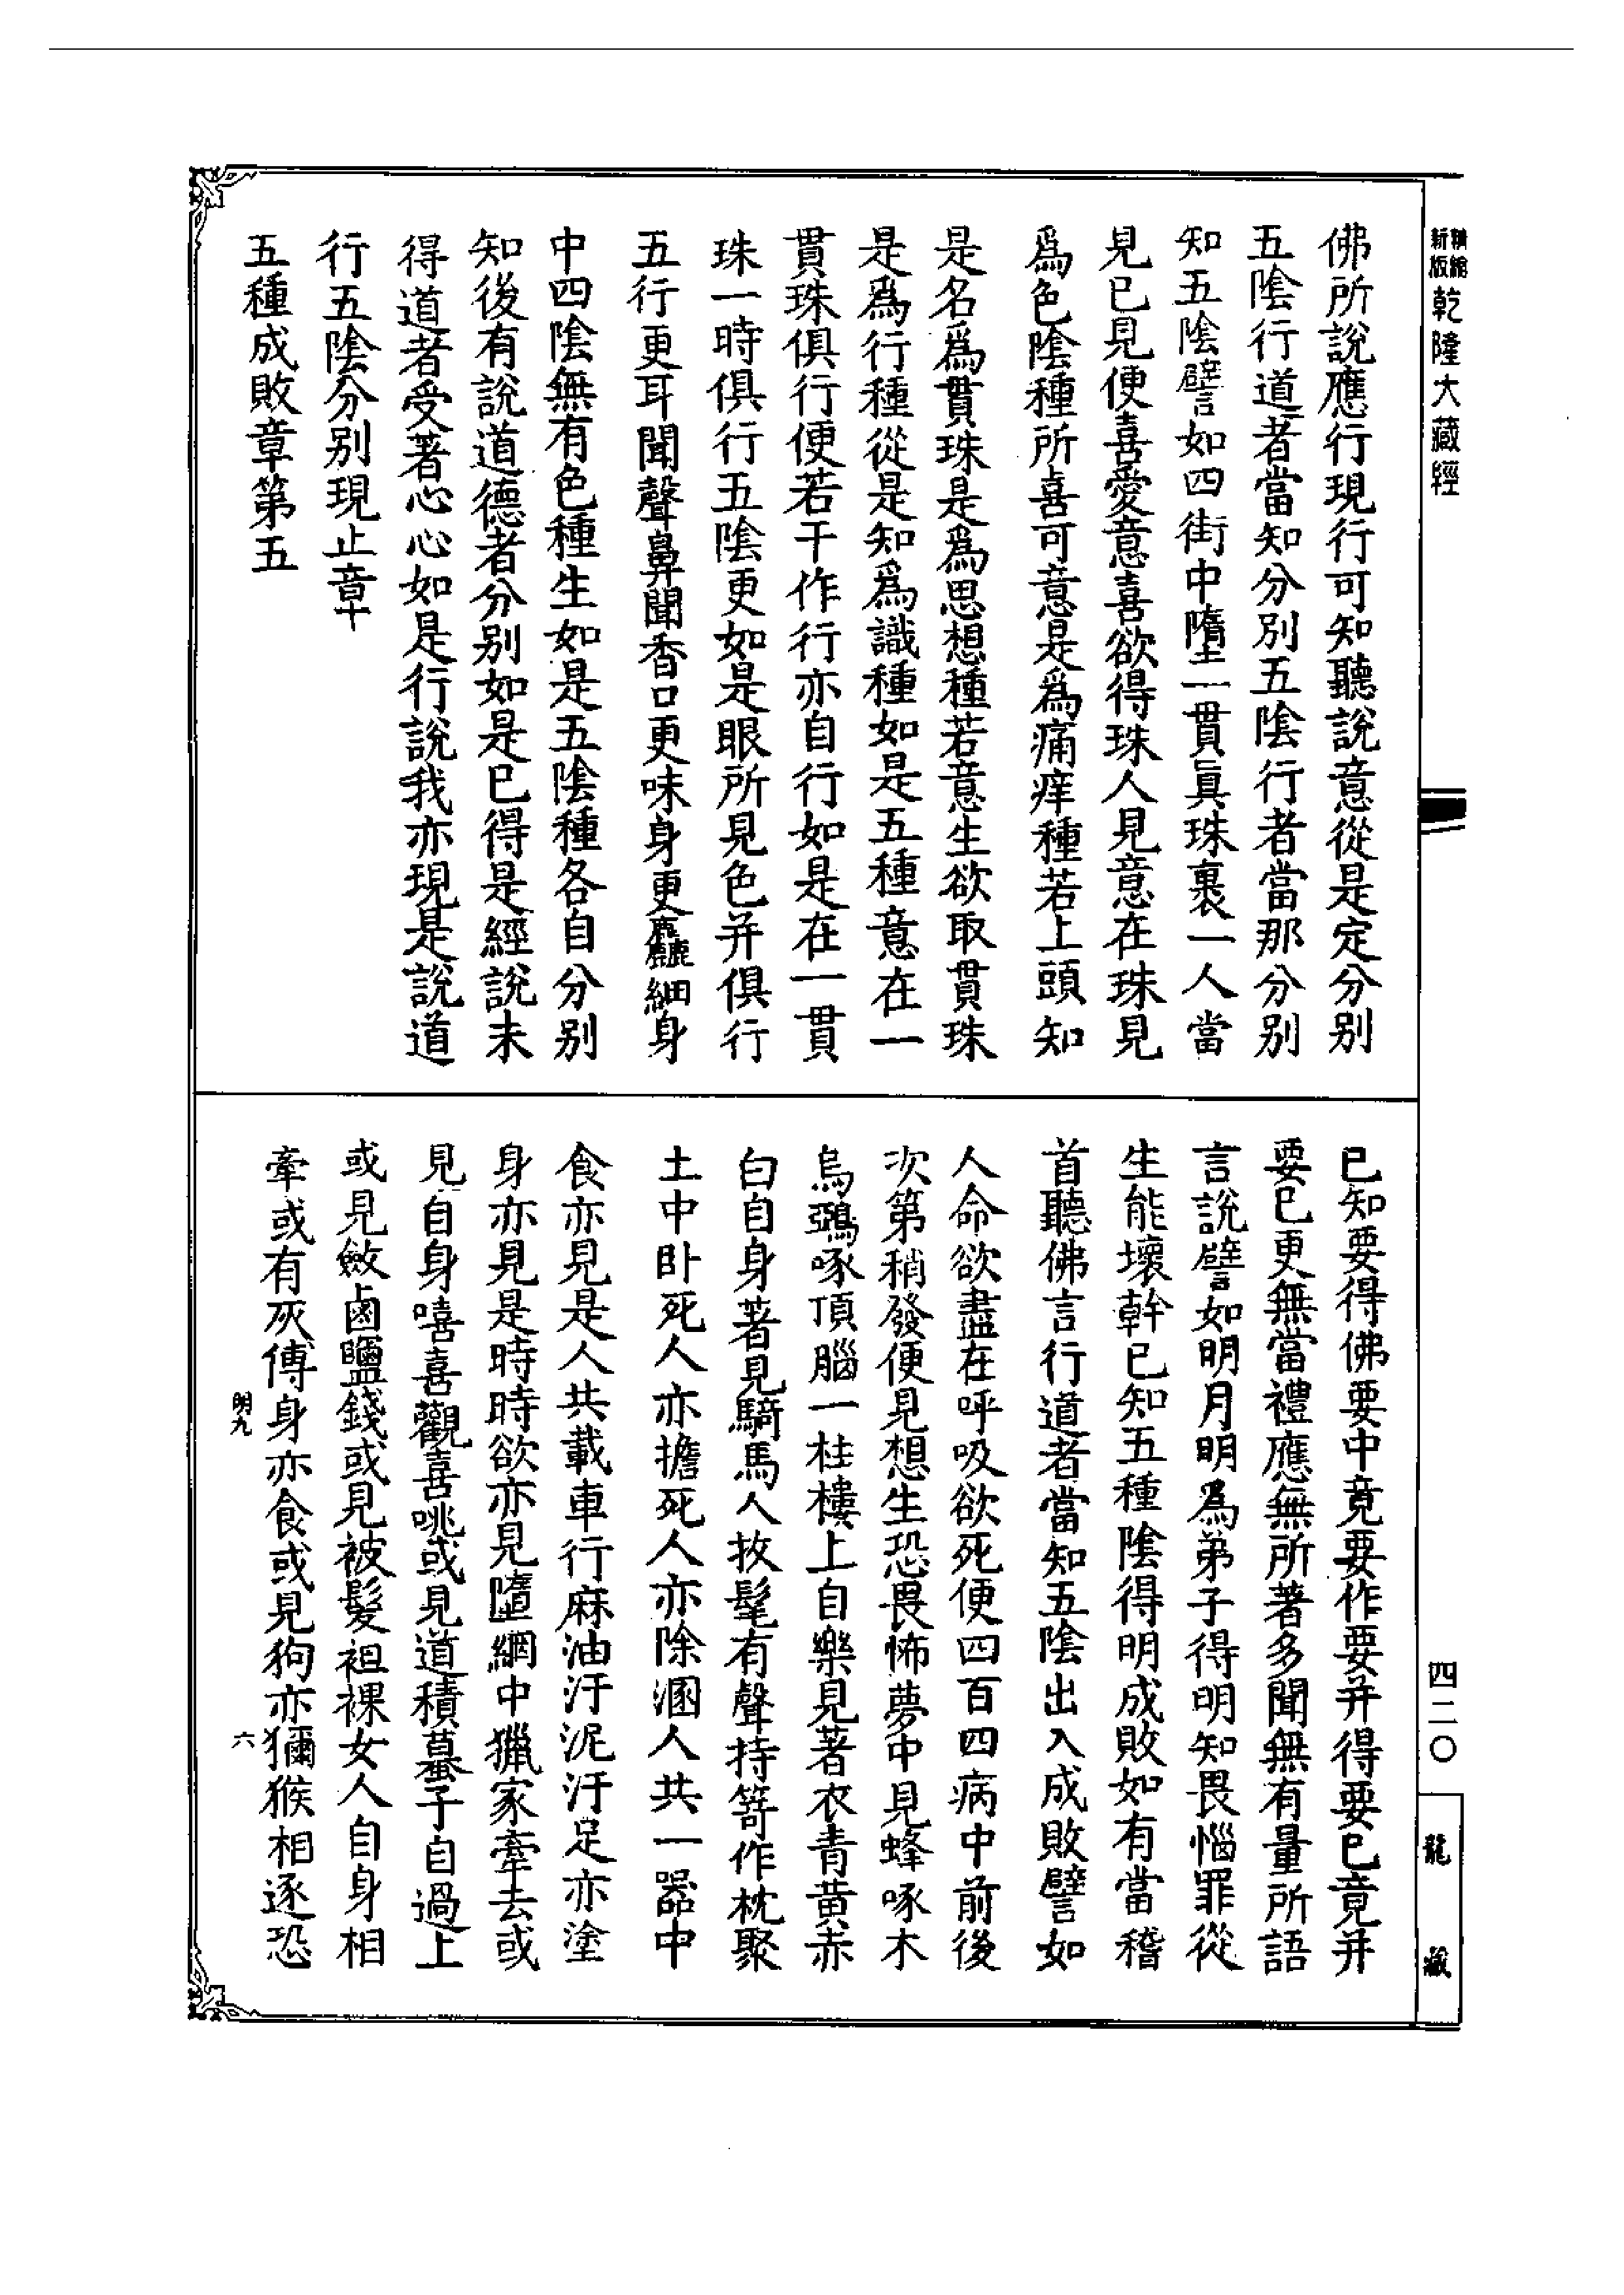 精縮新版乾隆大藏經
四二〇
龍藏
佛所說應行現行可知聽說意從是定分別
五陰行道者當知分別五陰行者當那分別
知五陰譬如四街中墮一貫真珠裹一人當
見已見便喜愛意喜欲得珠人見意在珠見
為色陰種所喜可意是為痛痒種若上頭知
是名為貫珠是為思想種若意生欲取貫珠
是為行種從是知為識種如是五種意在一
貫珠俱行便若干作行亦自行如是在一貫
珠一時俱行五陰更如是眼所見色并俱行
五行更耳聞聲鼻聞香口更味身更麤細身
中四陰無有色種生如是五陰種各自分別
知後有說道德者分別如是已得是經說未
得道者受著心心如是行說我亦現是說道
行五陰分別現止章十
五種成敗章第五
已知要得佛要中竟要作要并得要已竟并
要已更無當禮應無所著多聞無有量所語
言說譬如明月明為弟子得明知畏惱罪從
生能壞幹已知五種陰得明成敗如有當稽
首聽佛言行道者當知五陰出入成敗譬如
人命欲盡在呼吸欲死便四百四病中前後
次第稍發便見想生恐畏怖夢中見蜂啄木
烏鵶啄頂腦一柱樓上自樂見著衣青黃赤
白自身著見騎馬人挍髦有聲持笴作枕聚
土中臥死人亦擔死人亦除溷人共一器中
食亦見是人共載車行麻油汙泥汙足亦塗
身亦見是時時欲亦見墮網中獵家牽去或
見自身嘻喜觀喜咷或見道積蠆子自過上
或見斂鹵鹽錢或見被髮袒裸女人自身相
牽或有灰傅身亦食或見狗亦獼猴相逐恐
明九
六